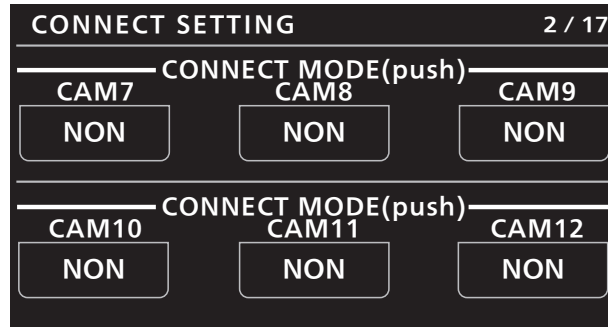 CONNECT SETTING 2 / 17
CONNECT MODE(push)
CAM7 CAM8 CAM9
NON NON NON
CONNECT MODE(push)
CAM10 CAM11 CAM12
NON NON NON